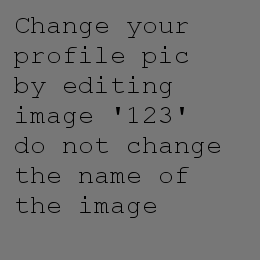 Change your
profile pic
by editing
image '123'
do not change
the name of
the image